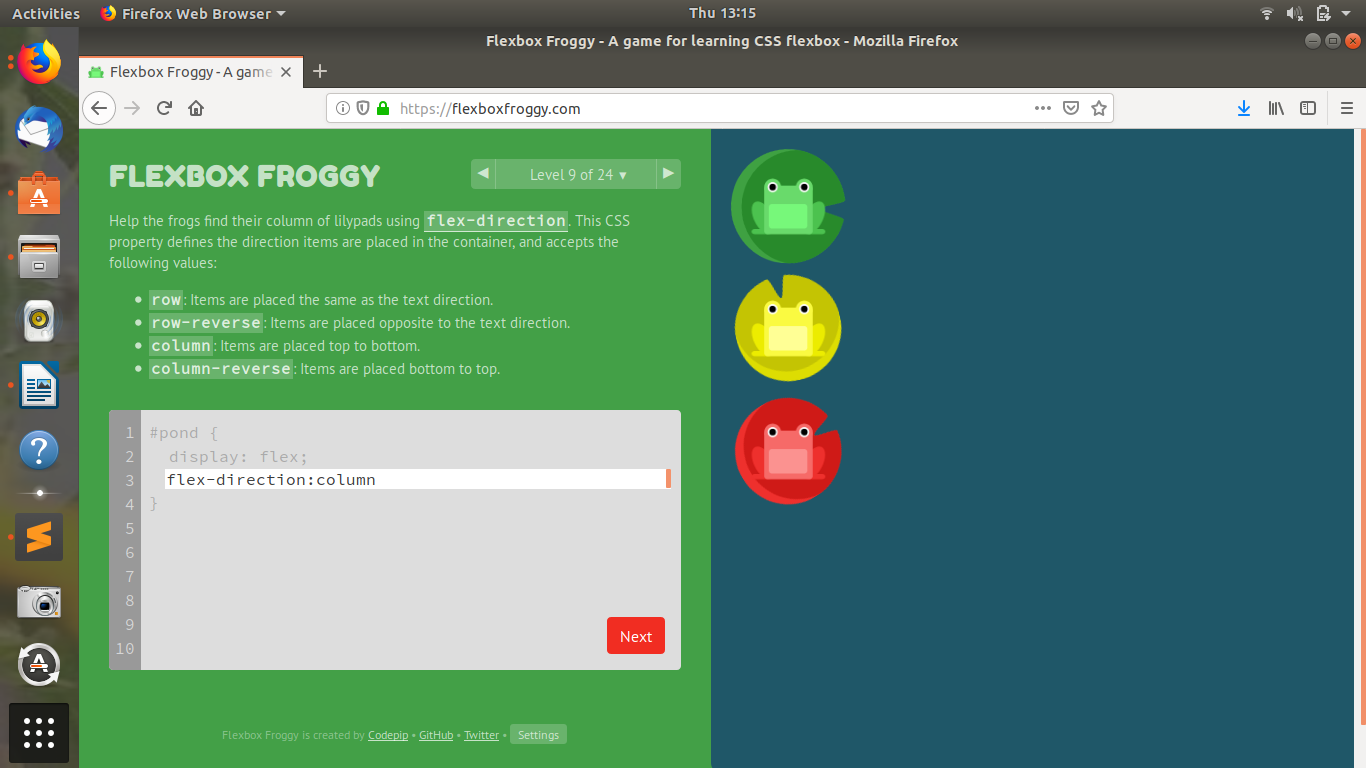 Activities
Firefox Web Browser
Thu 13:15
Flexbox Froggy - A game for learning CSS flexbox - Mozilla Firefox
Flexbox Froggy - A game
https://flexboxfroggy.com
FLEXBOX FROGGY
Level 9 of 24
Help the frogs find their column of lilypads using flex-direction. This CSS
property defines the direction items are placed in the container, and accepts the
following values:
row: Items are placed the same as the text direction.
row-reverse: Items are placed opposite to the text direction.
column: Items are placed top to bottom.
column-reverse: Items are placed bottom to top.
1 #pond {
2 display: flex;
3 flex-direction:column
4 }
5
6
7
8
9
10
Next
Flexbox Froggy is created by Codepip • GitHub • Twitter • Settings